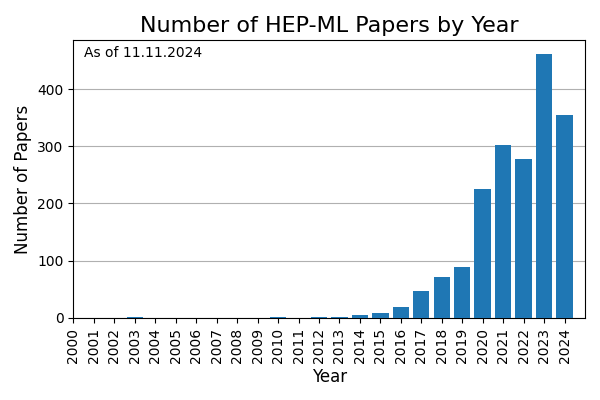 Number of HEP-ML Papers by Year
As of 11.11.2024
Number of Papers
400
300
200
100
0
2000 2001 2002 2003 2004 2005 2006 2007 2008 2009 2010 2011 2012 2013 2014 2015 2016 2017 2018 2019 2020 2021 2022 2023 2024
Year